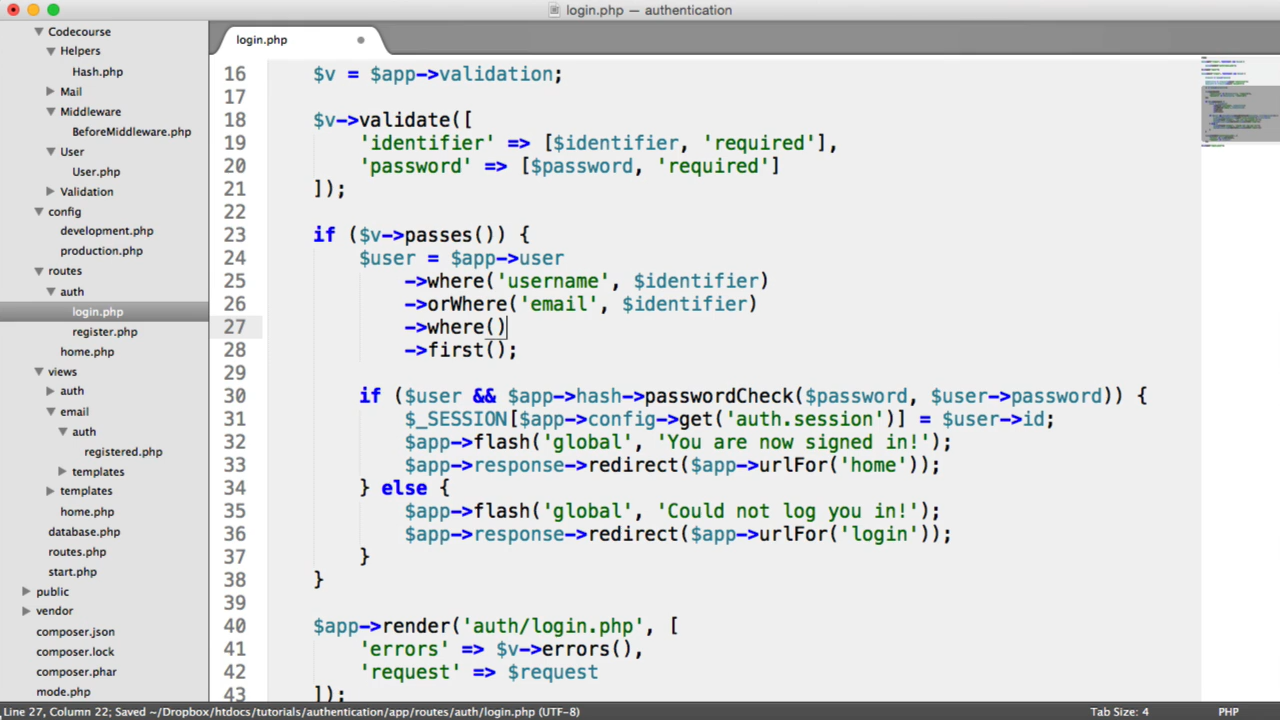 login.php — authentication
Codecourse
Helpers
Hash.php
Mail
Middleware
BeforeMiddleware.php
User
User.php
Validation
config
development.php
production.php
routes
auth
login.php
register.php
home.php
views
auth
email
auth
registered.php
templates
templates
home.php
database.php
routes.php
start.php
public
vendor
composer.json
composer.lock
composer.phar
mode.php
login.php
16 $v = $app->validation;
17
18 $v->validate([
19 'identifier' => [$identifier, 'required'],
20 'password' => [$password, 'required']
21 ]);
22
23 if ($v->passes()) {
24 $user = $app->user
25 ->where('username', $identifier)
26 ->orWhere('email', $identifier)
27 ->where()
28 ->first();
29
30 if ($user && $app->hash->passwordCheck($password, $user->password)) {
31 $_SESSION[$app->config->get('auth.session')] = $user->id;
32 $app->flash('global', 'You are now signed in!');
33 $app->response->redirect($app->urlFor('home'));
34 } else {
35 $app->flash('global', 'Could not log you in!');
36 $app->response->redirect($app->urlFor('login'));
37 }
38 }
39
40 $app->render('auth/login.php', [
41 'errors' => $v->errors(),
42 'request' => $request
43 ]);
Line 27, Column 22; Saved ~/Dropbox/htdocs/tutorials/authentication/app/routes/auth/login.php (UTF-8)
Tab Size: 4
PHP